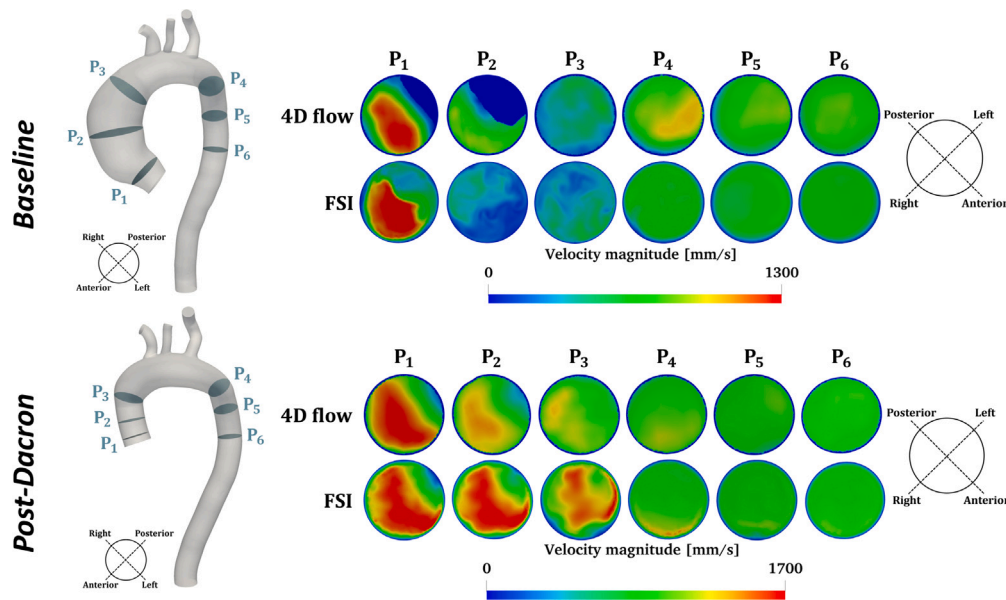 Baseline
P3
P4
P5
P2
P6
P1
Right
Posterior
Anterior
Left
P1 P2 P3 P4 P5 P6
4D flow
FSI
Posterior
Left
Right
Anterior
Velocity magnitude [mm/s]
0
1300
Post-Dacron
P4
P3
P5
P2
P1
P6
Right
Posterior
Anterior
Left
P1 P2 P3 P4 P5 P6
4D flow
FSI
Posterior
Left
Right
Anterior
Velocity magnitude [mm/s]
0
1700